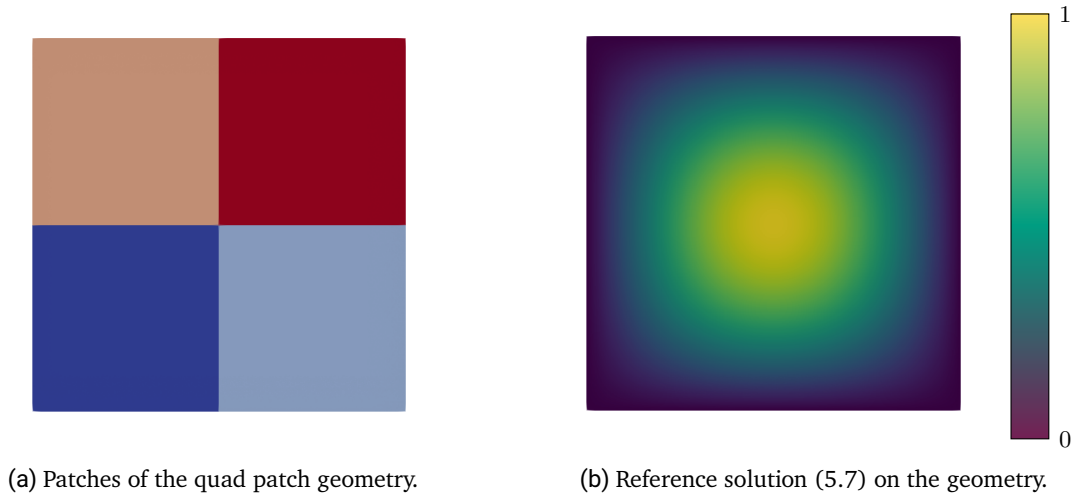 1
0
(a) Patches of the quad patch geometry.
(b) Reference solution (5.7) on the geometry.